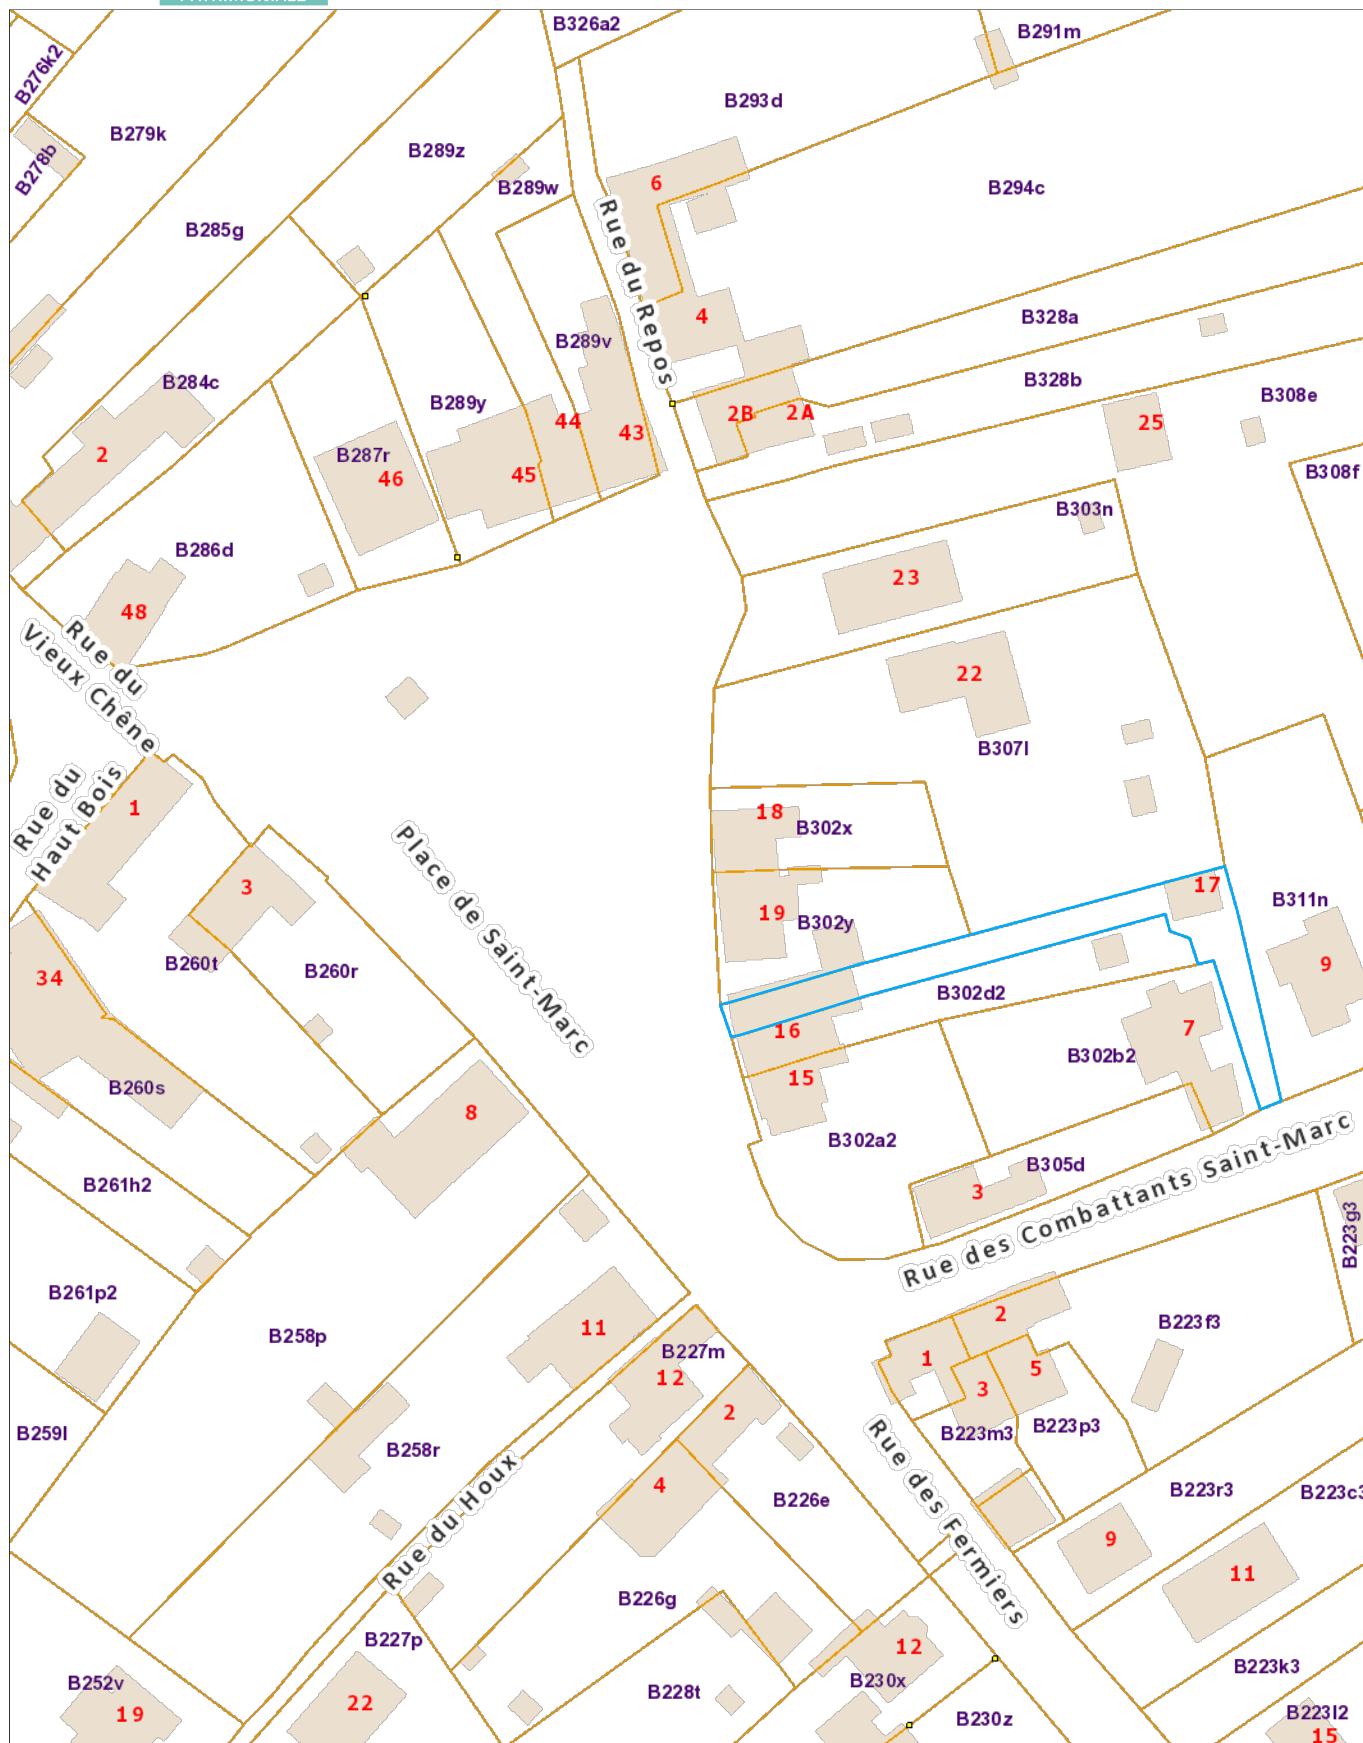 B326a2
B291m
B276k2
B293d
B279k
B289z
B278b
B289w
6
B294c
B285g
Rue du Repos
4
B328a
B289v
B328b
B284c
B289y
B308e
44
2B
2A
43
25
2
B287r
46
45
B308f
B303n
B286d
23
48
Rue du
Vieux Chêne
22
B307l
Rue du
Haut Bois
1
18
B302x
Place de Saint-Marc
3
17
19
B302y
B311n
B260t
B260r
34
9
B302d2
16
7
B302b2
15
B260s
8
B302a2
Rue des Combattants Saint-Marc
B305d
B261h2
3
B223g3
B261p2
2
B258p
11
B223f3
B227m
1
12
5
3
2
B259l
B258r
B223m3
B223p3
Rue des Fermiers
Rue du Houx
4
B226e
B223r3
B223c3
9
11
B226g
B227p
12
B223k3
B252v
B230x
B228t
22
19
B230z
B223l2
15